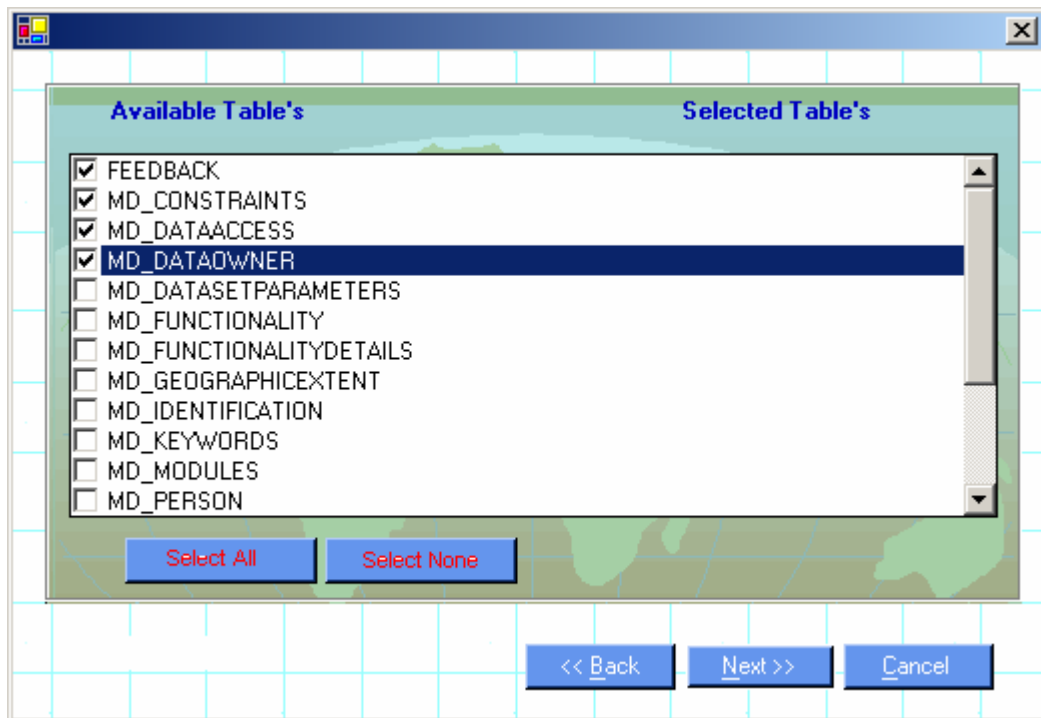 Available Table's Selected Table's
FEEDBACK
MD_CONSTRAINTS
MD_DATAACCESS
MD_DATAOWNER
MD_DATASETPARAMETERS
MD_FUNCTIONALITY
MD_FUNCTIONALITYDETAILS
MD_GEOGRAPHICEXTENT
MD_IDENTIFICATION
MD_KEYWORDS
MD_MODULES
MD_PERSON
Select All Select None
<< Back Next >> Cancel